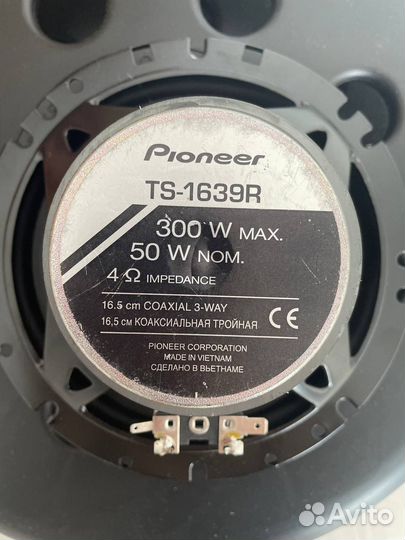 Pioneer
TS-1639R
300 W MAX.
50 W NOM.
4 Ω IMPEDANCE
16.5 cm COAXIAL 3-WAY
16,5 см КОАКСИАЛЬНАЯ ТРОЙНАЯ
CE
PIONEER CORPORATION
MADE IN VIETNAM
СДЕЛАНО В ВЬЕТНАМЕ
Avito